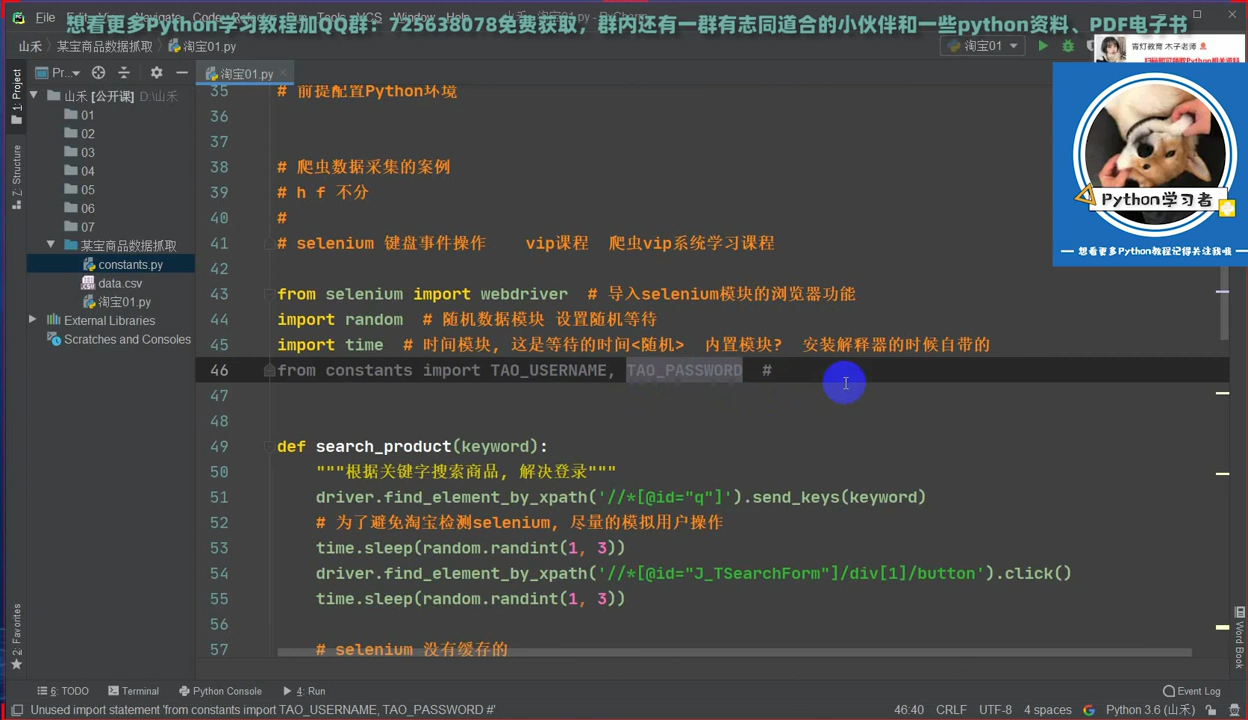 File
想看更多Python学习教程加QQ群：725638078免费获取，群内还有一群有志同道合的小伙伴和一些python资料、PDF电子书
山禾 某宝商品数据抓取 淘宝01.py
淘宝01
青灯教育 木子老师
Pr...
淘宝01.py
1: Project
Z: Structure
2: Favorites
山禾 [公开课] D:\山禾
01
02
03
04
05
06
07
某宝商品数据抓取
constants.py
data.csv
淘宝01.py
External Libraries
Scratches and Consoles
35 # 前提配置Python环境
36
37
38 # 爬虫数据采集的案例
39 # h f 不分
40 #
41 # selenium 键盘事件操作 vip课程 爬虫vip系统学习课程
42
43 from selenium import webdriver # 导入selenium模块的浏览器功能
44 import random # 随机数据模块 设置随机等待
45 import time # 时间模块, 这是等待的时间<随机> 内置模块? 安装解释器的时候自带的
46 from constants import TAO_USERNAME, TAO_PASSWORD #
47
48
49 def search_product(keyword):
50 """根据关键字搜索商品, 解决登录"""
51 driver.find_element_by_xpath('//*[@id="q"]').send_keys(keyword)
52 # 为了避免淘宝检测selenium, 尽量的模拟用户操作
53 time.sleep(random.randint(1, 3))
54 driver.find_element_by_xpath('//*[@id="J_TSearchForm"]/div[1]/button').click()
55 time.sleep(random.randint(1, 3))
56
57 # selenium 没有缓存的
Python学习者
想看更多Python教程记得关注我哦
Word Book
6: TODO Terminal Python Console 4: Run Event Log
Unused import statement 'from constants import TAO_USERNAME, TAO_PASSWORD #' 46:40 CRLF UTF-8 4 spaces Python 3.6 (山禾)